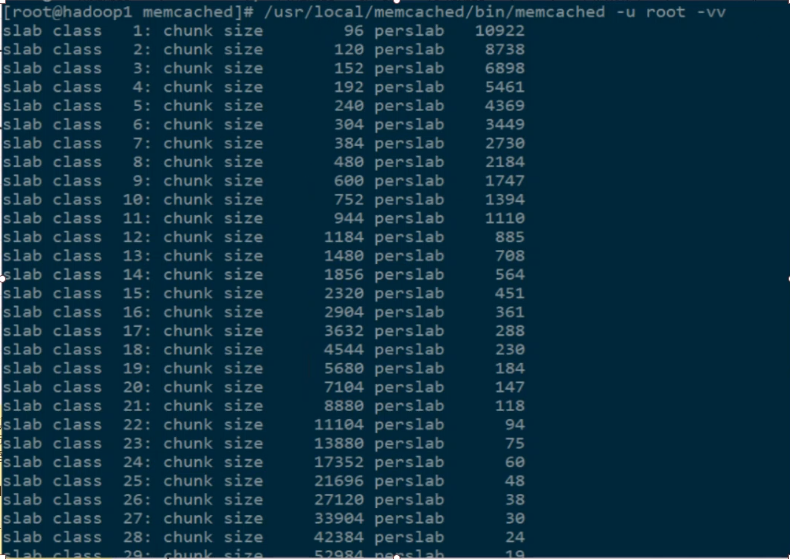 [root@hadoop1 memcached]# /usr/local/memcached/bin/memcached -u root -vv
slab class   1: chunk size        96 perslab   10922
slab class   2: chunk size       120 perslab    8738
slab class   3: chunk size       152 perslab    6898
slab class   4: chunk size       192 perslab    5461
slab class   5: chunk size       240 perslab    4369
slab class   6: chunk size       304 perslab    3449
slab class   7: chunk size       384 perslab    2730
slab class   8: chunk size       480 perslab    2184
slab class   9: chunk size       600 perslab    1747
slab class  10: chunk size       752 perslab    1394
slab class  11: chunk size       944 perslab    1110
slab class  12: chunk size      1184 perslab     885
slab class  13: chunk size      1480 perslab     708
slab class  14: chunk size      1856 perslab     564
slab class  15: chunk size      2320 perslab     451
slab class  16: chunk size      2904 perslab     361
slab class  17: chunk size      3632 perslab     288
slab class  18: chunk size      4544 perslab     230
slab class  19: chunk size      5680 perslab     184
slab class  20: chunk size      7104 perslab     147
slab class  21: chunk size      8880 perslab     118
slab class  22: chunk size     11104 perslab      94
slab class  23: chunk size     13880 perslab      75
slab class  24: chunk size     17352 perslab      60
slab class  25: chunk size     21696 perslab      48
slab class  26: chunk size     27120 perslab      38
slab class  27: chunk size     33904 perslab      30
slab class  28: chunk size     42384 perslab      24
slab class  29: chunk size     52984 perslab      19